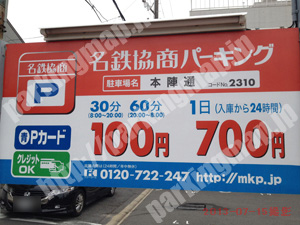 名鉄協商
P
名鉄協商パーキング
駐車場名 本陣通 コードNo.2310
30分 60分 1日(入庫から24時間)
(8:00~20:00) (20:00~8:00)
100円 700円
Pカード
クレジット
OK
0120-722-247 http://mkp.jp